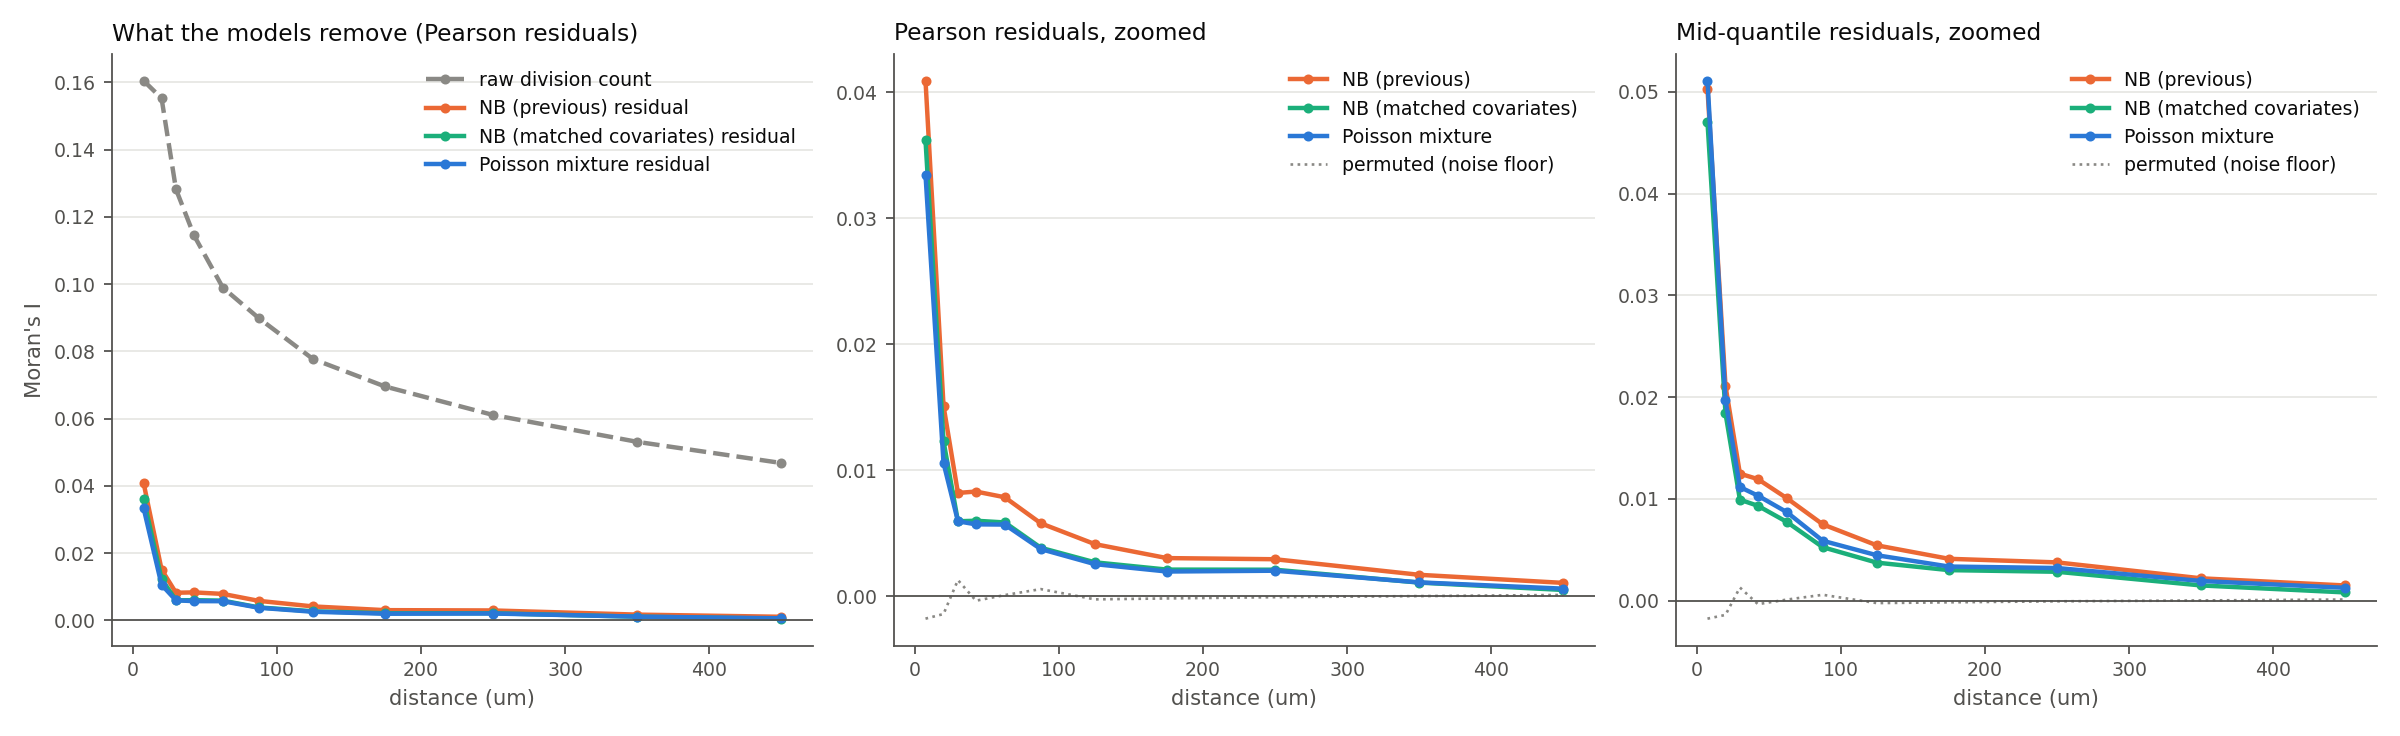 What the models remove (Pearson residuals)
Moran's I
0.16
0.14
0.12
0.10
0.08
0.06
0.04
0.02
0.00
raw division count
NB (previous) residual
NB (matched covariates) residual
Poisson mixture residual
0 100 200 300 400
distance (um)
Pearson residuals, zoomed
0.04
0.03
0.02
0.01
0.00
NB (previous)
NB (matched covariates)
Poisson mixture
permuted (noise floor)
0 100 200 300 400
distance (um)
Mid-quantile residuals, zoomed
0.05
0.04
0.03
0.02
0.01
0.00
NB (previous)
NB (matched covariates)
Poisson mixture
permuted (noise floor)
0 100 200 300 400
distance (um)